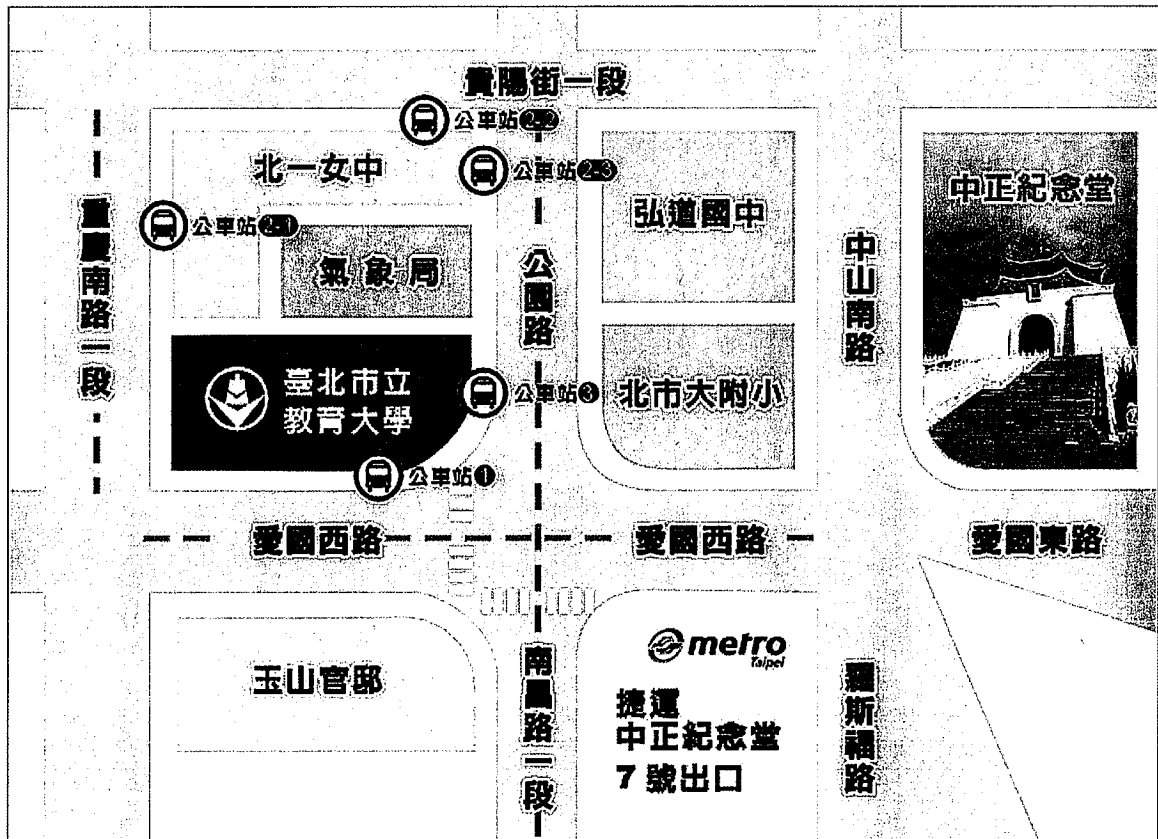 貴陽街一段
公車站2-2
北一女中
公車站2-3
中正紀念堂
弘道國中
公車站2-1
重慶南路一段
氣象局
公園路
中山南路
臺北市立
教育大學
公車站3
北市大附小
公車站1
愛國西路
愛國西路
愛國東路
metro
Taipei
玉山官邸
南昌路一段
捷運
中正紀念堂
7 號出口
羅斯福路